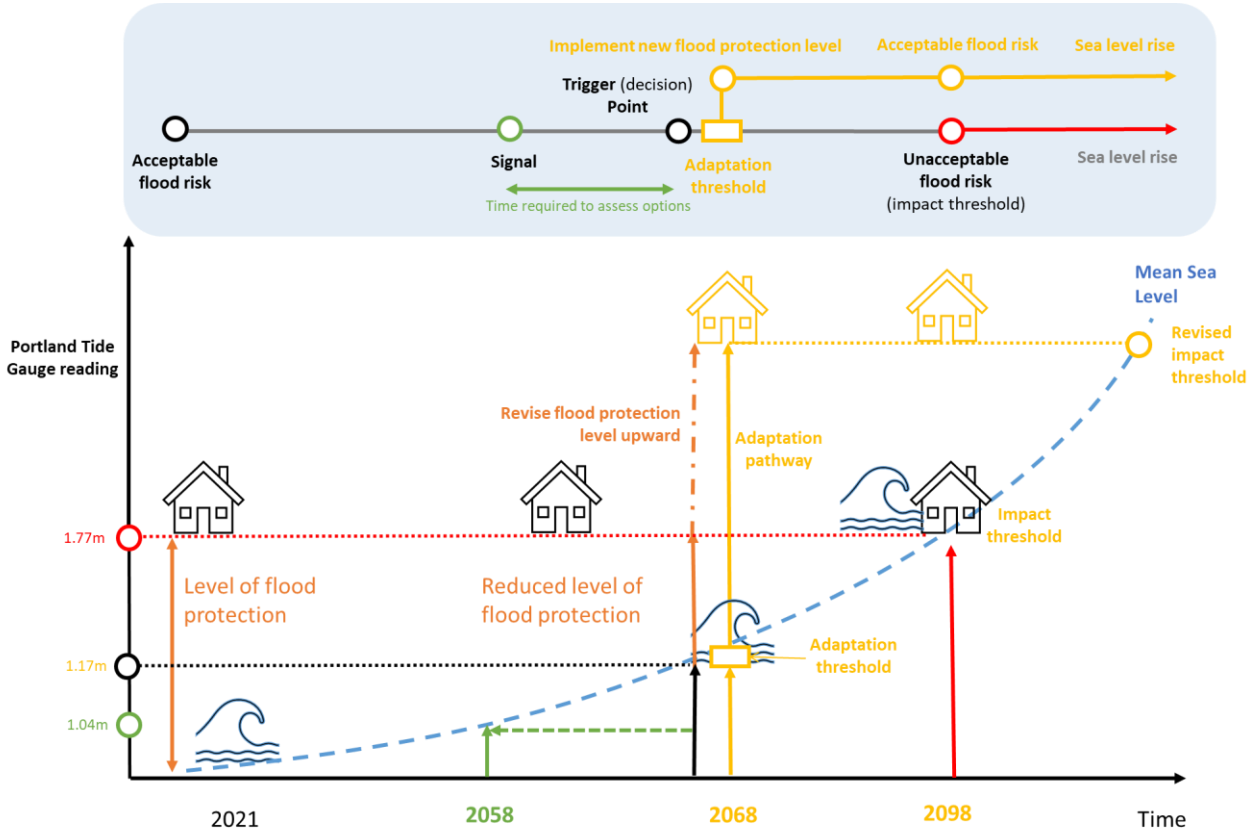 Implement new flood protection level
Acceptable flood risk
Sea level rise
Trigger (decision)
Point
Acceptable
flood risk
Signal
Adaptation
threshold
Unacceptable
flood risk
(impact threshold)
Sea level rise
Time required to assess options
Mean Sea
Level
Portland Tide
Gauge reading
Revised
impact
threshold
Revise flood protection
level upward
Adaptation
pathway
Impact
threshold
1.77m
Level of flood
protection
Reduced level of
flood protection
Adaptation
threshold
1.17m
1.04m
2021
2058
2068
2098
Time